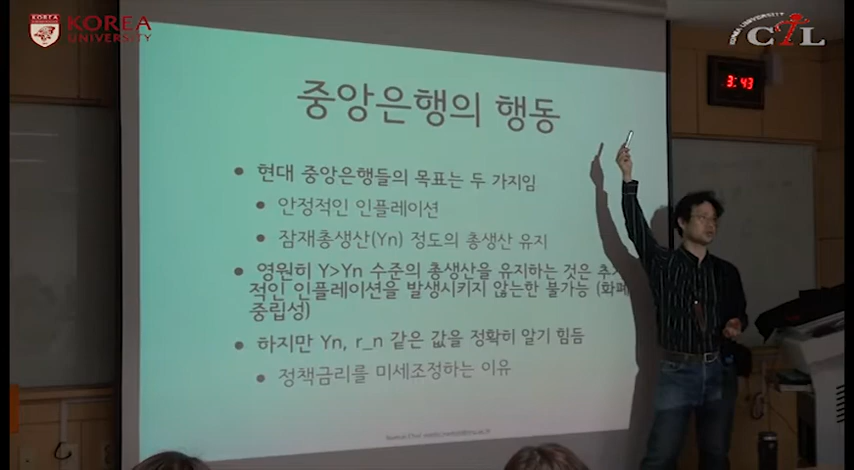 KOREA
UNIVERSITY
KOREA UNIVERSITY
CTL
3:43
중앙은행의 행동
• 현대 중앙은행들의 목표는 두 가지임
• 안정적인 인플레이션
• 잠재총생산(Yn) 정도의 총생산 유지
• 영원히 Y>Yn 수준의 총생산을 유지하는 것은 추
적인 인플레이션을 발생시키지 않는한 불가능 (화폐
중립성)
• 하지만 Yn, r_n 같은 값을 정확히 알기 힘듬
• 정책금리를 미세조정하는 이유